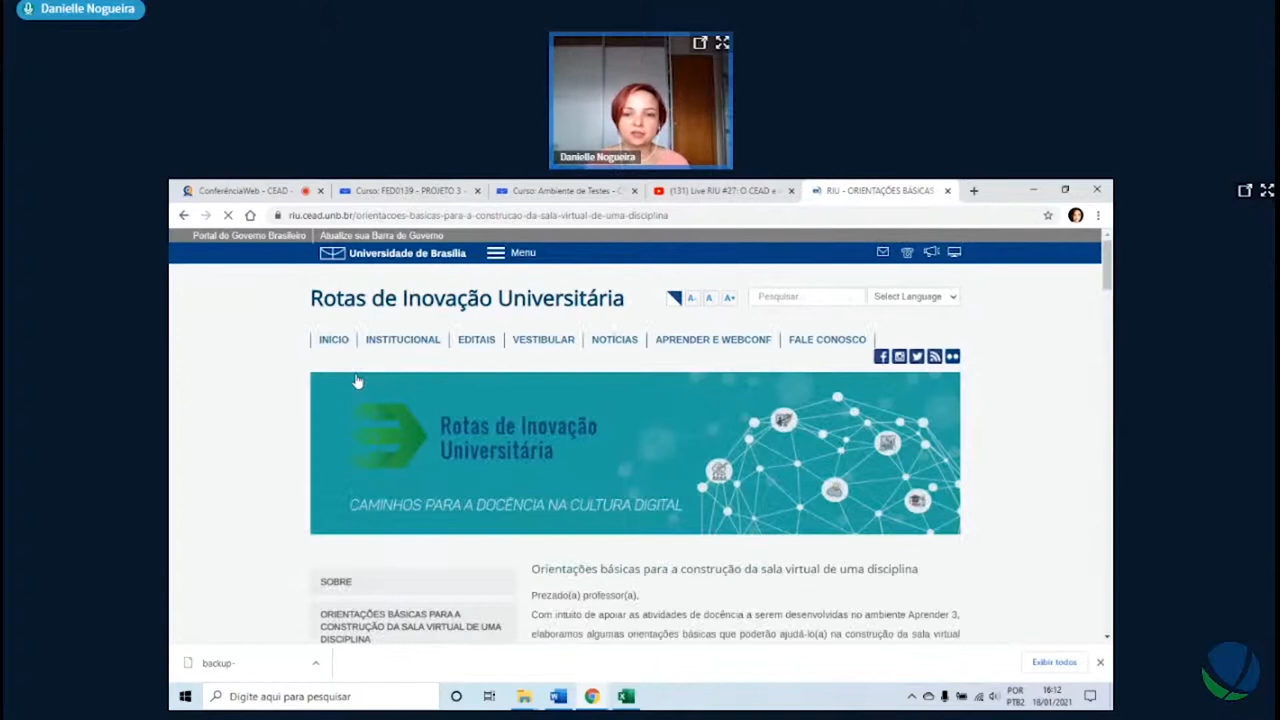 Danielle Nogueira
Danielle Nogueira
ConferênciaWeb - CEAD -
Curso: FED0139 - PROJETO 3 -
Curso: Ambiente de Testes - C
(131) Live RIU #27: O CEAD e
RIU - ORIENTAÇÕES BÁSICAS
riu.cead.unb.br/orientacoes-basicas-para-a-construcao-da-sala-virtual-de-uma-disciplina
Portal do Governo Brasileiro Atualize sua Barra de Governo
Universidade de Brasília Menu
Rotas de Inovação Universitária
A- A A+ Pesquisar... Select Language
INICIO INSTITUCIONAL EDITAIS VESTIBULAR NOTÍCIAS APRENDER E WEBCONF FALE CONOSCO
Rotas de Inovação
Universitária
CAMINHOS PARA A DOCÊNCIA NA CULTURA DIGITAL
SOBRE
ORIENTAÇÕES BÁSICAS PARA A
CONSTRUÇÃO DA SALA VIRTUAL DE UMA
DISCIPLINA
Orientações básicas para a construção da sala virtual de uma disciplina
Prezado(a) professor(a),
Com intuito de apoiar as atividades de docência a serem desenvolvidas no ambiente Aprender 3,
elaboramos algumas orientações básicas que poderão ajudá-lo(a) na construção da sala virtual
backup-
Exibir todos
Digite aqui para pesquisar
POR
PTB2
16:12
18/01/2021